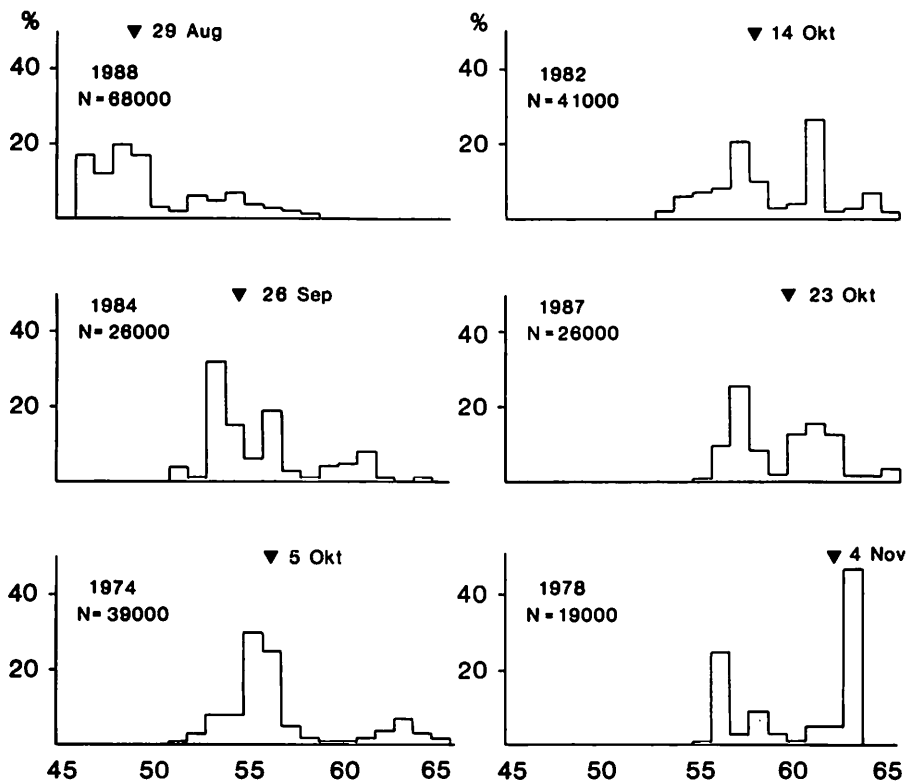 %
29 Aug
40
1988
N=68000
20
%
14 Okt
40
1982
N=41000
20
26 Sep
40
1984
N=26000
20
23 Okt
40
1987
N=26000
20
5 Okt
40
1974
N=39000
20
45 50 55 60 65
4 Nov
40
1978
N=19000
20
45 50 55 60 65